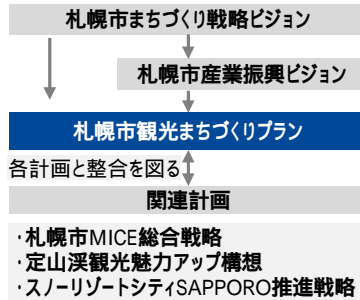 札幌市まちづくり戦略ビジョン
札幌市産業振興ビジョン
札幌市観光まちづくりプラン
各計画と整合を図る
関連計画
・札幌市MICE総合戦略
・定山渓観光魅力アップ構想
・スノーリゾートシティSAPPORO推進戦略